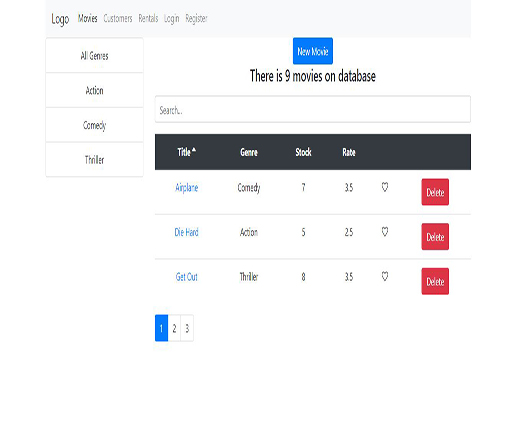 Logo Movies Customers Rentals Login Register
All Genres
Action
Comedy
Thriller
New Movie
There is 9 movies on database
Search...
Title Genre Stock Rate
Airplane Comedy 7 3.5 Delete
Die Hard Action 5 2.5 Delete
Get Out Thriller 8 3.5 Delete
1 2 3